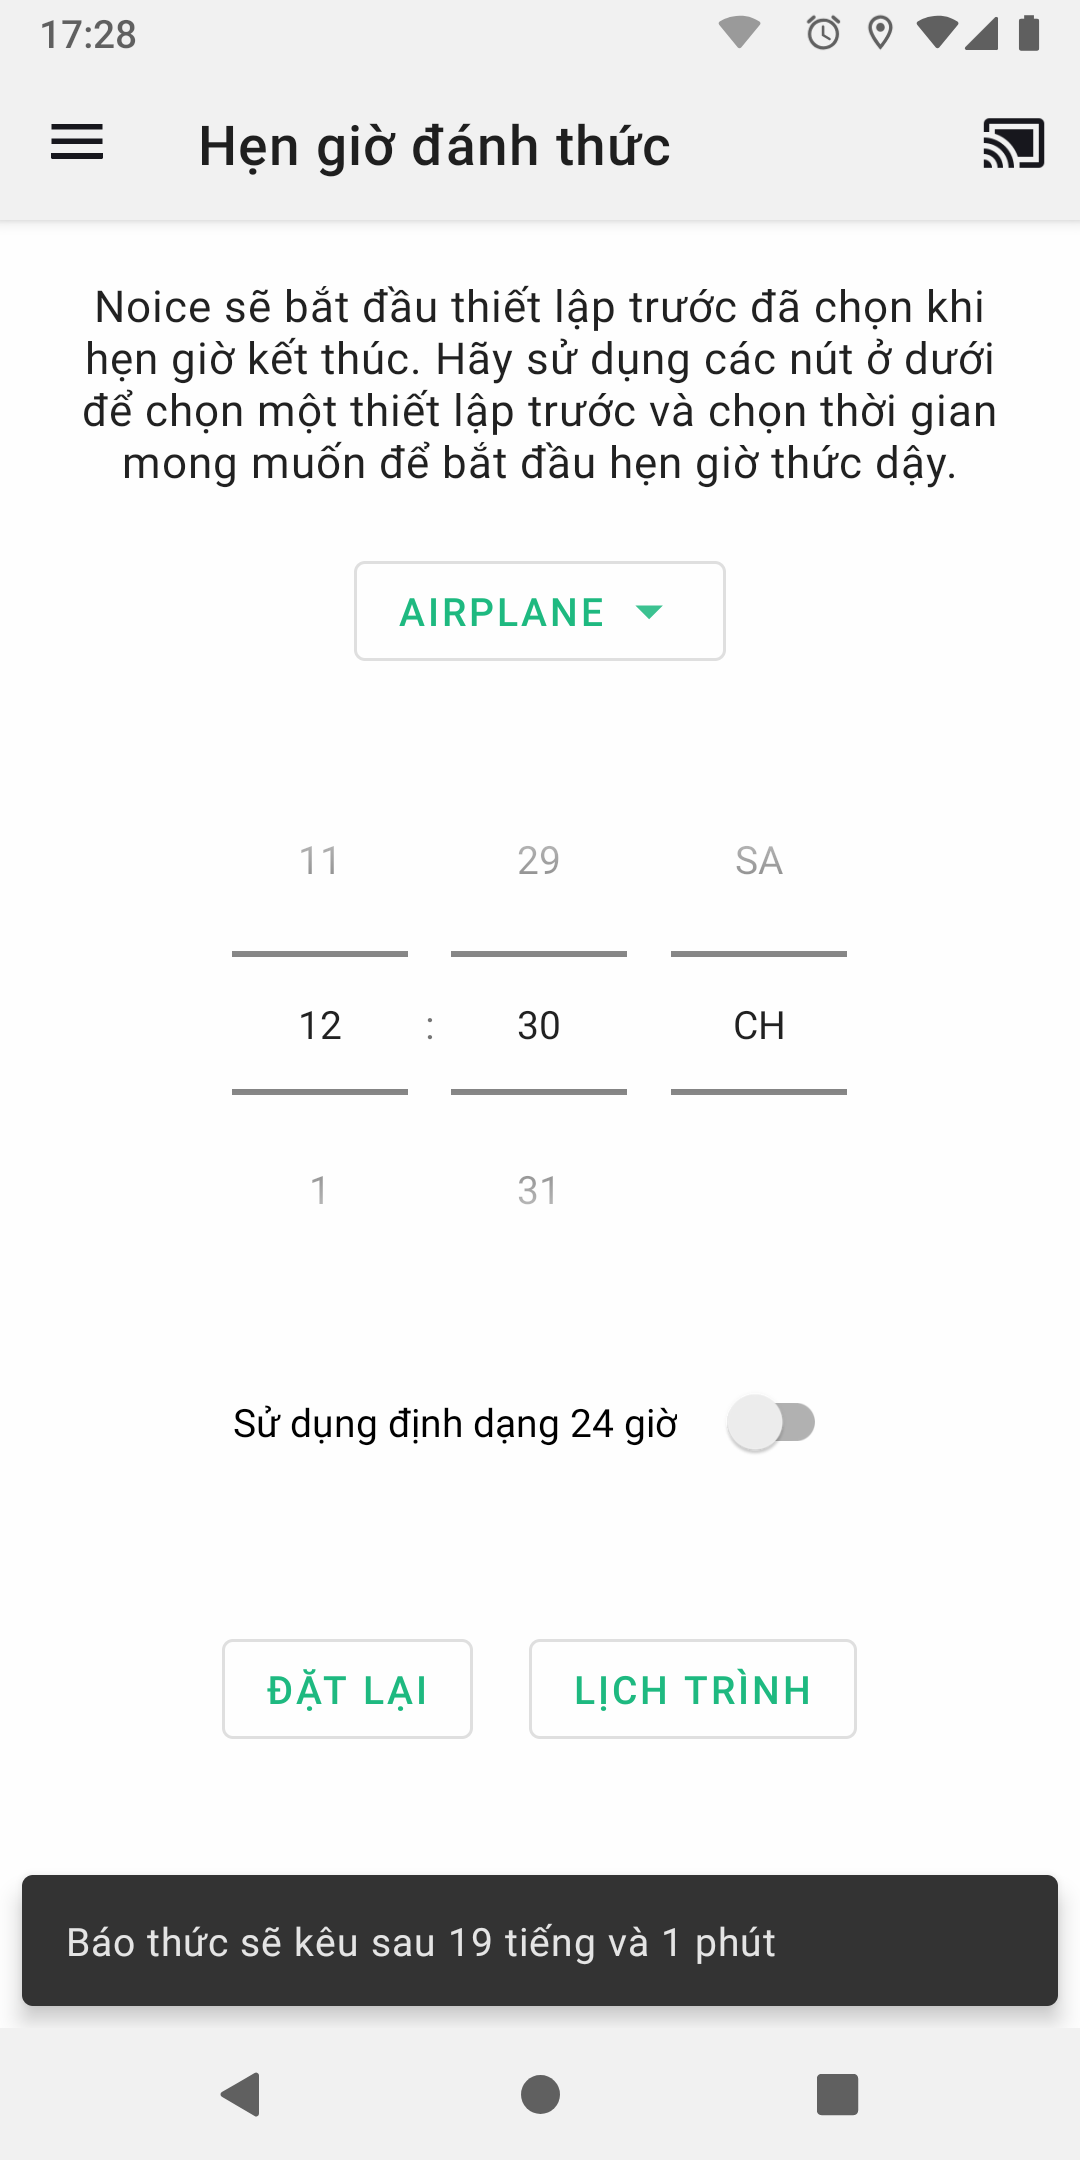 17:28
Hẹn giờ đánh thức
Noice sẽ bắt đầu thiết lập trước đã chọn khi
hẹn giờ kết thúc. Hãy sử dụng các nút ở dưới
để chọn một thiết lập trước và chọn thời gian
mong muốn để bắt đầu hẹn giờ thức dậy.
AIRPLANE
11 29 SA
12 : 30 CH
1 31
Sử dụng định dạng 24 giờ
ĐẶT LẠI LỊCH TRÌNH
Báo thức sẽ kêu sau 19 tiếng và 1 phút